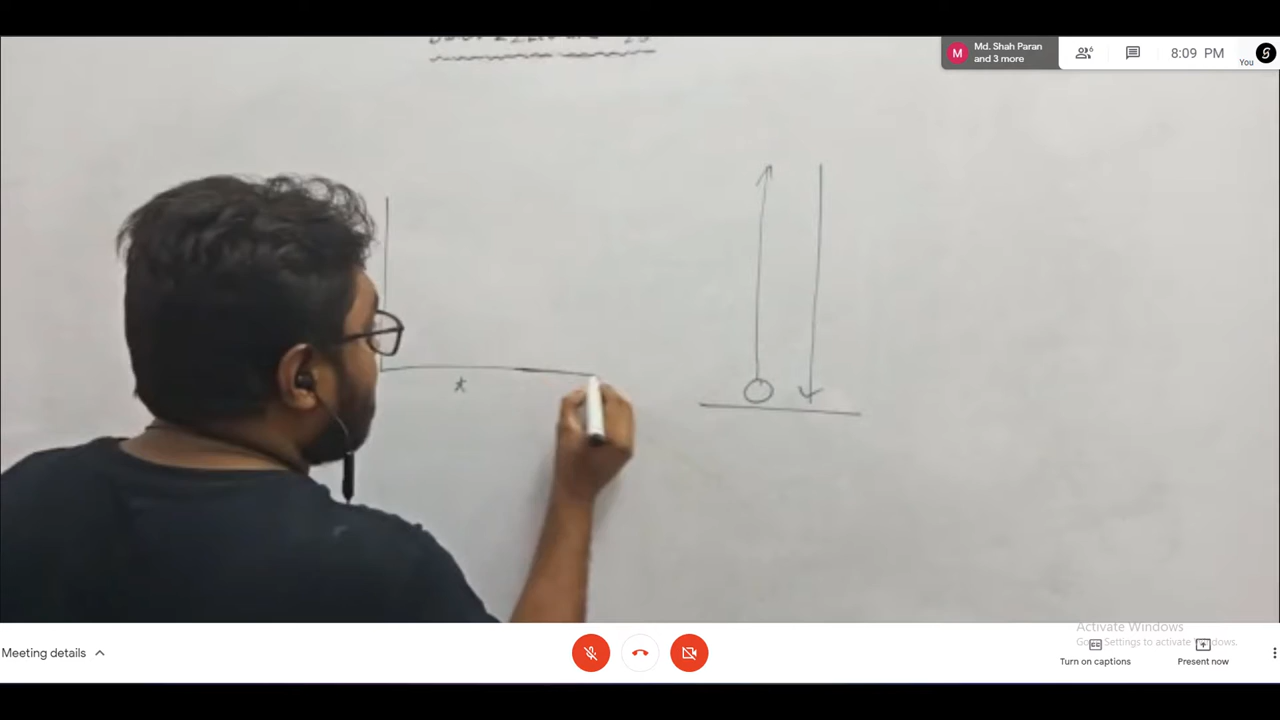 Md. Shah Paran
and 3 more
M
6
8:09 PM
You
t
Meeting details
Activate Windows
Turn on captions
Present now